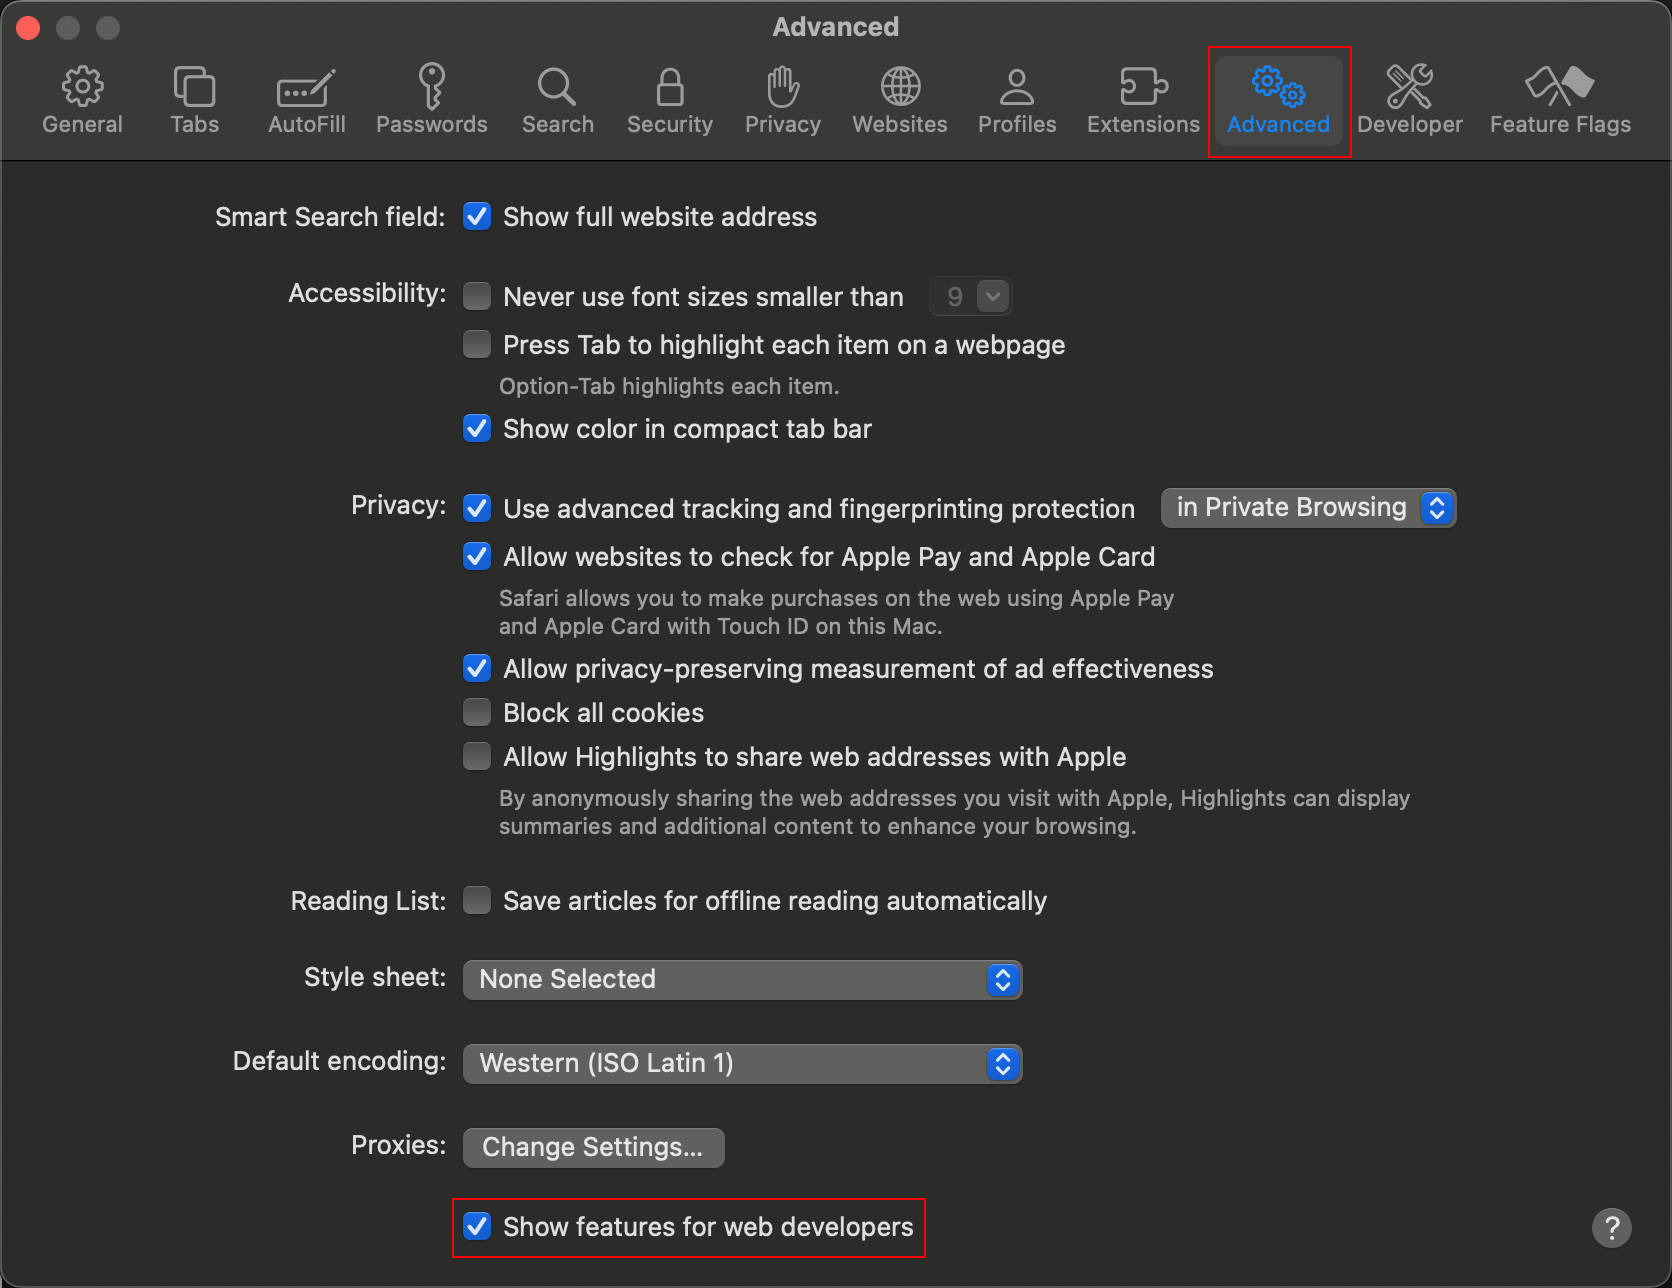 Advanced
General Tabs AutoFill Passwords Search Security Privacy Websites Profiles Extensions Advanced Developer Feature Flags
Smart Search field: Show full website address
Accessibility: Never use font sizes smaller than 9
Press Tab to highlight each item on a webpage
Option-Tab highlights each item.
Show color in compact tab bar
Privacy: Use advanced tracking and fingerprinting protection in Private Browsing
Allow websites to check for Apple Pay and Apple Card
Safari allows you to make purchases on the web using Apple Pay
and Apple Card with Touch ID on this Mac.
Allow privacy-preserving measurement of ad effectiveness
Block all cookies
Allow Highlights to share web addresses with Apple
By anonymously sharing the web addresses you visit with Apple, Highlights can display
summaries and additional content to enhance your browsing.
Reading List: Save articles for offline reading automatically
Style sheet: None Selected
Default encoding: Western (ISO Latin 1)
Proxies: Change Settings...
Show features for web developers
?